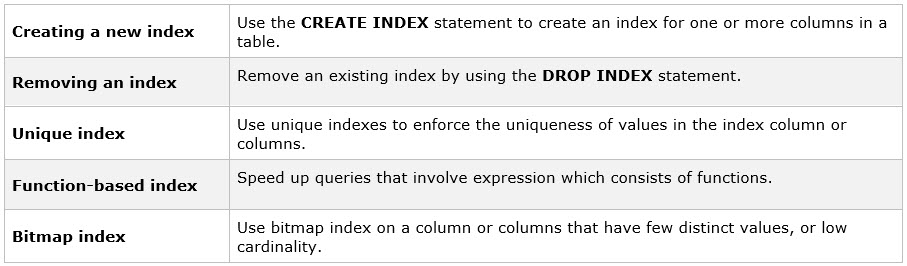 Creating a new index
Use the CREATE INDEX statement to create an index for one or more columns in a
table.
Removing an index
Remove an existing index by using the DROP INDEX statement.
Unique index
Use unique indexes to enforce the uniqueness of values in the index column or
columns.
Function-based index
Speed up queries that involve expression which consists of functions.
Bitmap index
Use bitmap index on a column or columns that have few distinct values, or low
cardinality.